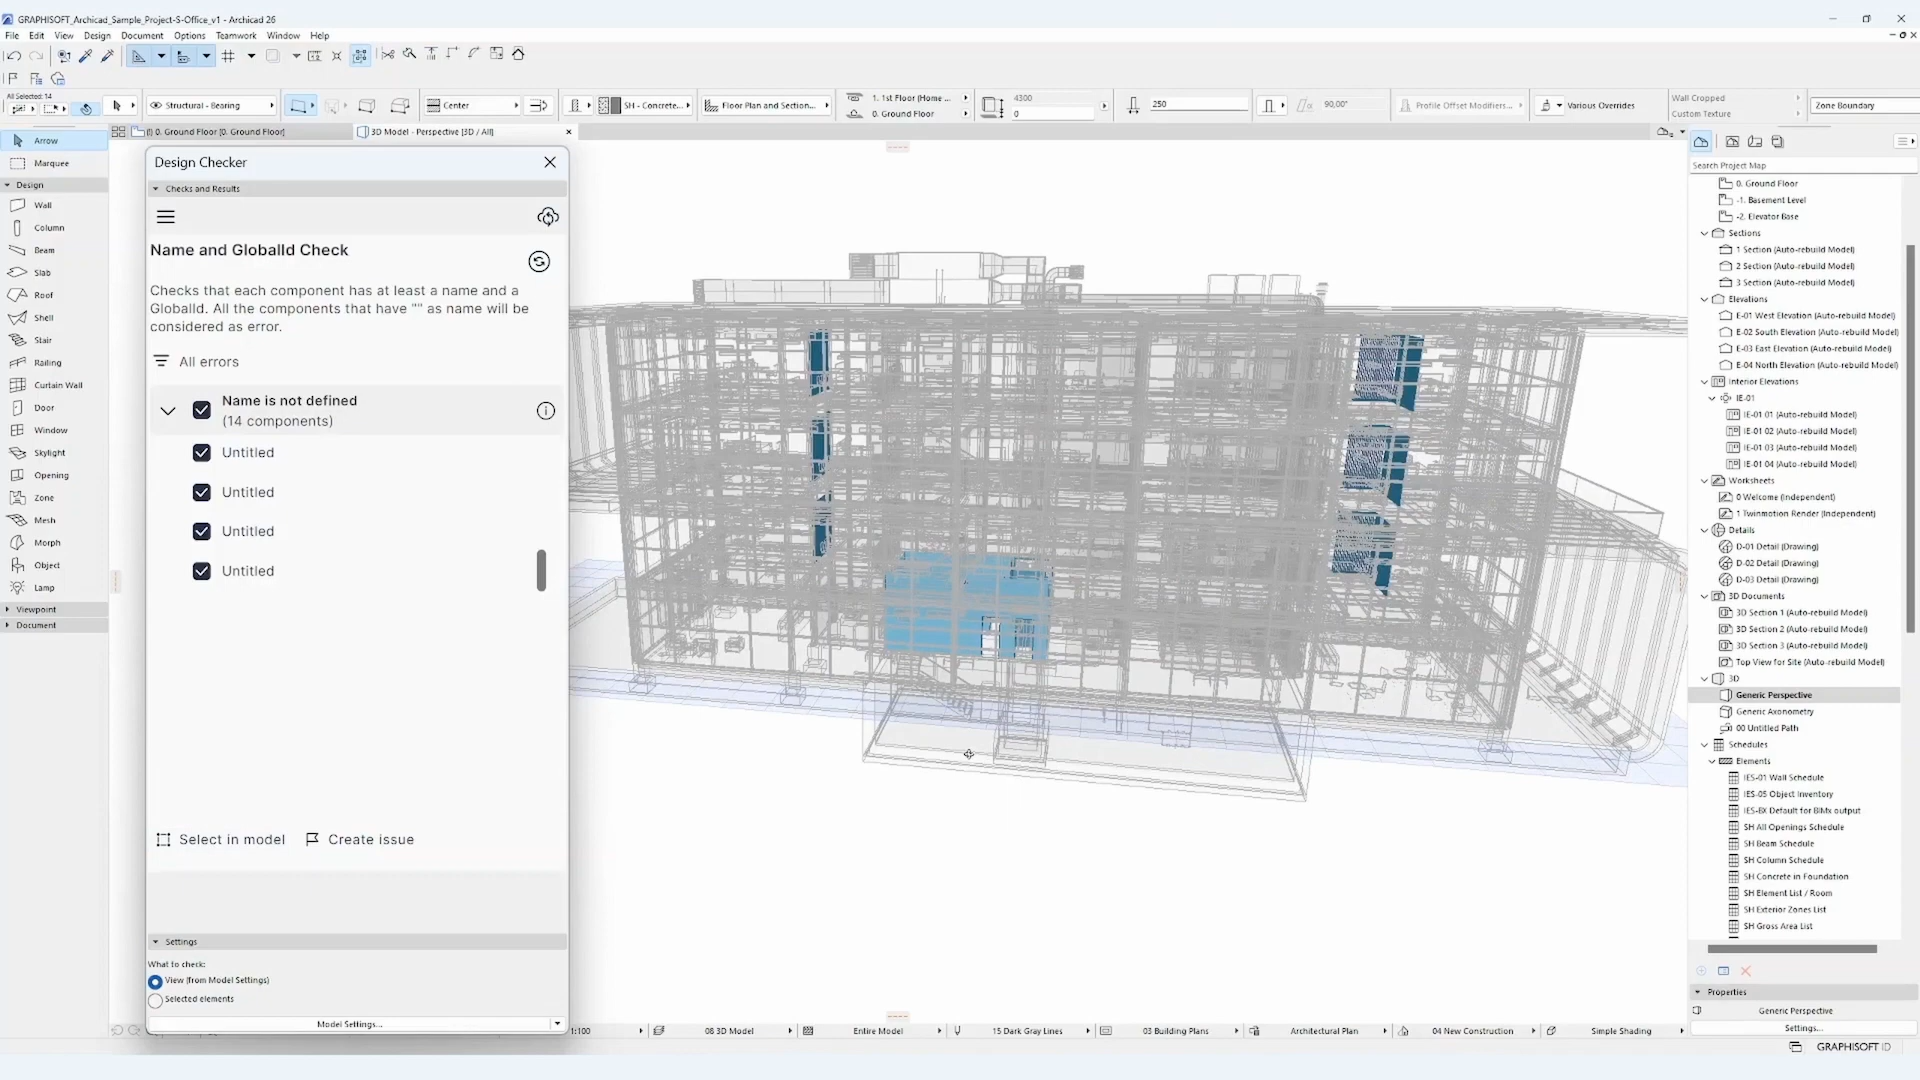 GRAPHISOFT_Archicad_Sample_Project-S-Office_v1 - Archicad 26
File Edit View Design Document Options Teamwork Window Help
All Selected: 14
Structural - Bearing
Center
SH - Concrete...
Floor Plan and Section...
1. 1st Floor (Home ...
0. Ground Floor
4300
0
250
90,00°
Profile Offset Modifiers...
Various Overrides
Wall Cropped
Custom Texture
Zone Boundary
(I) 0. Ground Floor [0. Ground Floor]
3D Model - Perspective [3D / All]
Arrow
Marquee
Design
Wall
Column
Beam
Slab
Roof
Shell
Stair
Railing
Curtain Wall
Door
Window
Skylight
Opening
Zone
Mesh
Morph
Object
Lamp
Viewpoint
Document
Design Checker
Checks and Results
Name and GlobalId Check
Checks that each component has at least a name and a
GlobalId. All the components that have "" as name will be
considered as error.
All errors
Name is not defined
(14 components)
Untitled
Untitled
Untitled
Untitled
Select in model
Create issue
Settings
What to check:
View (from Model Settings)
Selected elements
Model Settings...
Search Project Map
0. Ground Floor
-1. Basement Level
-2. Elevator Base
Sections
1 Section (Auto-rebuild Model)
2 Section (Auto-rebuild Model)
3 Section (Auto-rebuild Model)
Elevations
E-01 West Elevation (Auto-rebuild Model)
E-02 South Elevation (Auto-rebuild Model)
E-03 East Elevation (Auto-rebuild Model)
E-04 North Elevation (Auto-rebuild Model)
Interior Elevations
IE-01
IE-01 01 (Auto-rebuild Model)
IE-01 02 (Auto-rebuild Model)
IE-01 03 (Auto-rebuild Model)
IE-01 04 (Auto-rebuild Model)
Worksheets
0 Welcome (Independent)
1 Twinmotion Render (Independent)
Details
D-01 Detail (Drawing)
D-02 Detail (Drawing)
D-03 Detail (Drawing)
3D Documents
3D Section 1 (Auto-rebuild Model)
3D Section 2 (Auto-rebuild Model)
3D Section 3 (Auto-rebuild Model)
Top View for Site (Auto-rebuild Model)
3D
Generic Perspective
Generic Axonometry
00 Untitled Path
Schedules
Elements
IES-01 Wall Schedule
IES-05 Object Inventory
IES-BX Default for BIMx output
SH All Openings Schedule
SH Beam Schedule
SH Column Schedule
SH Concrete in Foundation
SH Element List / Room
SH Exterior Zones List
SH Gross Area List
Properties
Generic Perspective
Settings...
1:100
08 3D Model
Entire Model
15 Dark Gray Lines
03 Building Plans
Architectural Plan
04 New Construction
Simple Shading
GRAPHISOFT ID